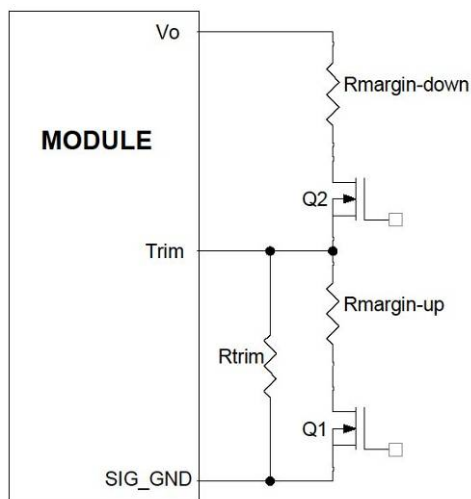 Vo
Rmargin-down
MODULE
Q2
Trim
Rmargin-up
Rtrim
Q1
SIG_GND